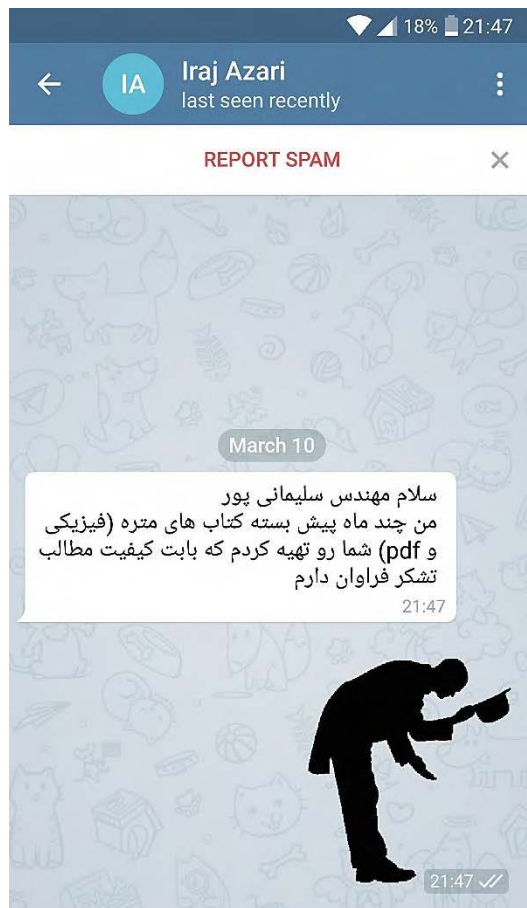 18% 21:47
IA
Iraj Azari
last seen recently
REPORT SPAM
March 10
سلام مهندس سلیمانی پور
من چند ماه پیش بسته کتاب های متره (فیزیکی
و pdf) شما رو تهیه کردم که بابت کیفیت مطالب
تشکر فراوان دارم
21:47
21:47